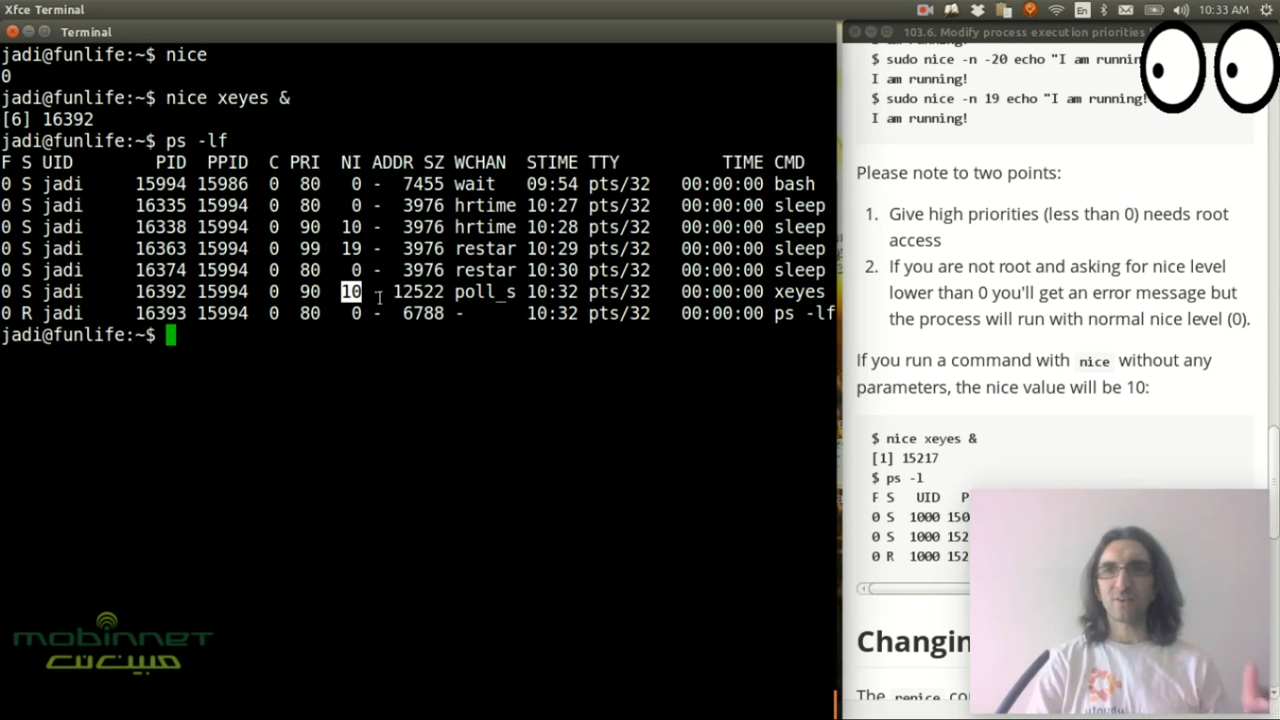 Xfce Terminal
En
10:33 AM
Terminal
jadi@funlife:~$ nice
0
jadi@funlife:~$ nice xeyes &
[6] 16392
jadi@funlife:~$ ps -lf
F S UID PID PPID C PRI NI ADDR SZ WCHAN STIME TTY TIME CMD
0 S jadi 15994 15986 0 80 0 - 7455 wait 09:54 pts/32 00:00:00 bash
0 S jadi 16335 15994 0 80 0 - 3976 hrtime 10:27 pts/32 00:00:00 sleep
0 S jadi 16338 15994 0 90 10 - 3976 hrtime 10:28 pts/32 00:00:00 sleep
0 S jadi 16363 15994 0 99 19 - 3976 restar 10:29 pts/32 00:00:00 sleep
0 S jadi 16374 15994 0 80 0 - 3976 restar 10:30 pts/32 00:00:00 sleep
0 S jadi 16392 15994 0 90 10 - 12522 poll_s 10:32 pts/32 00:00:00 xeyes
0 R jadi 16393 15994 0 80 0 - 6788 - 10:32 pts/32 00:00:00 ps -lf
jadi@funlife:~$
mobinnet
مبین‌نت
103.6. Modify process execution priorities
$ sudo nice -n -20 echo "I am runnin
I am running!
$ sudo nice -n 19 echo "I am running!
I am running!
Please note to two points:
1. Give high priorities (less than 0) needs root
access
2. If you are not root and asking for nice level
lower than 0 you'll get an error message but
the process will run with normal nice level (0).
If you run a command with nice without any
parameters, the nice value will be 10:
$ nice xeyes &
[1] 15217
$ ps -l
F S UID P
0 S 1000 150
0 S 1000 152
0 R 1000 152
Changin
The renice co